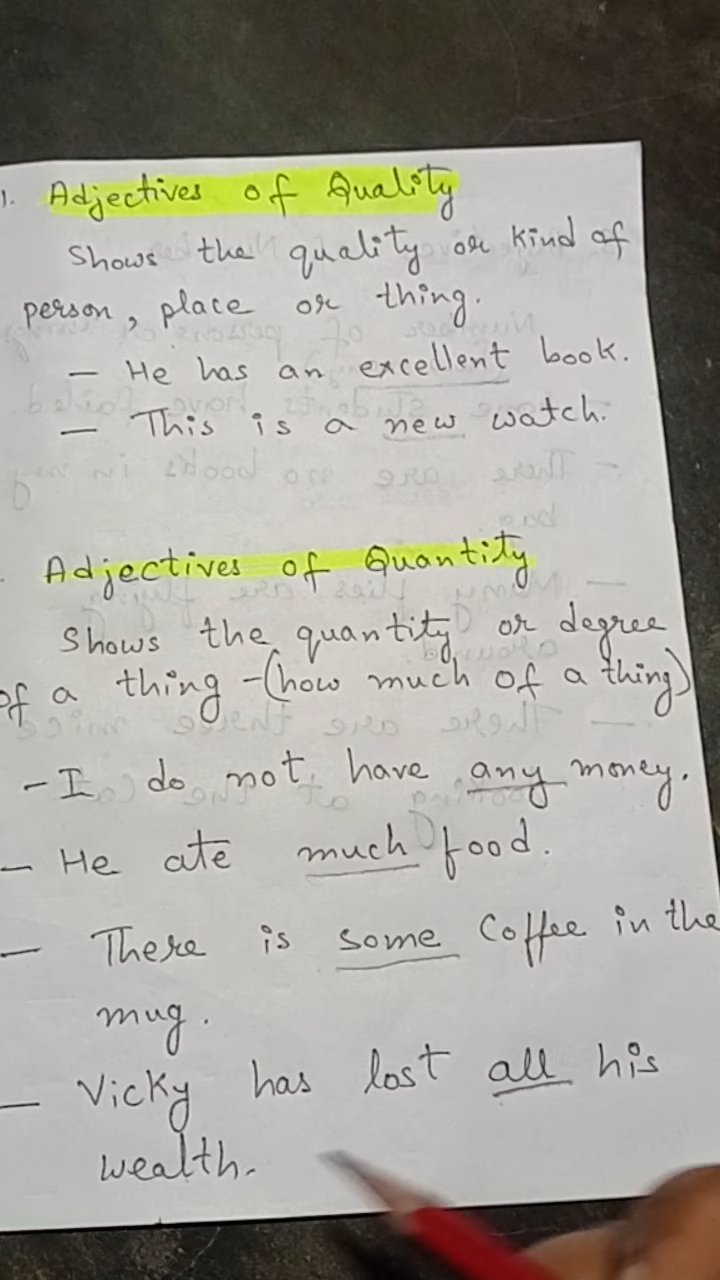 1. Adjectives of Quality
Shows the quality or kind of
person, place or thing.
— He has an excellent book.
— This is a new watch.
. Adjectives of Quantity
Shows the quantity or degree
of a thing - (how much of a thing)
- I do not have any money.
— He ate much food.
— There is some Coffee in the
mug.
— Vicky has lost all his
wealth.